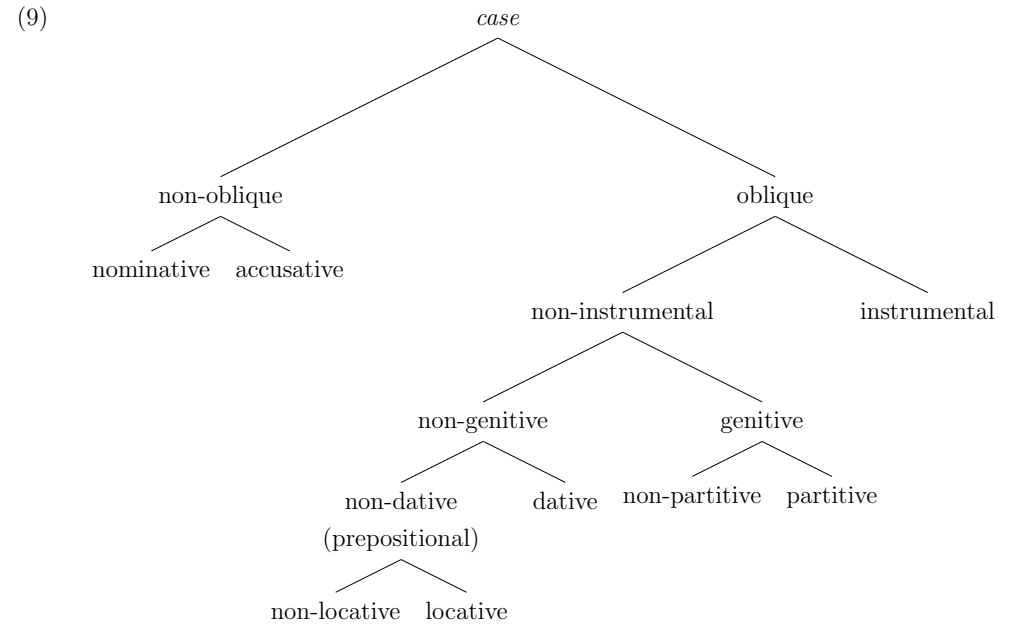 (9)
case
non-oblique oblique
nominative accusative
non-instrumental instrumental
non-genitive genitive
non-dative dative non-partitive partitive
(prepositional)
non-locative locative